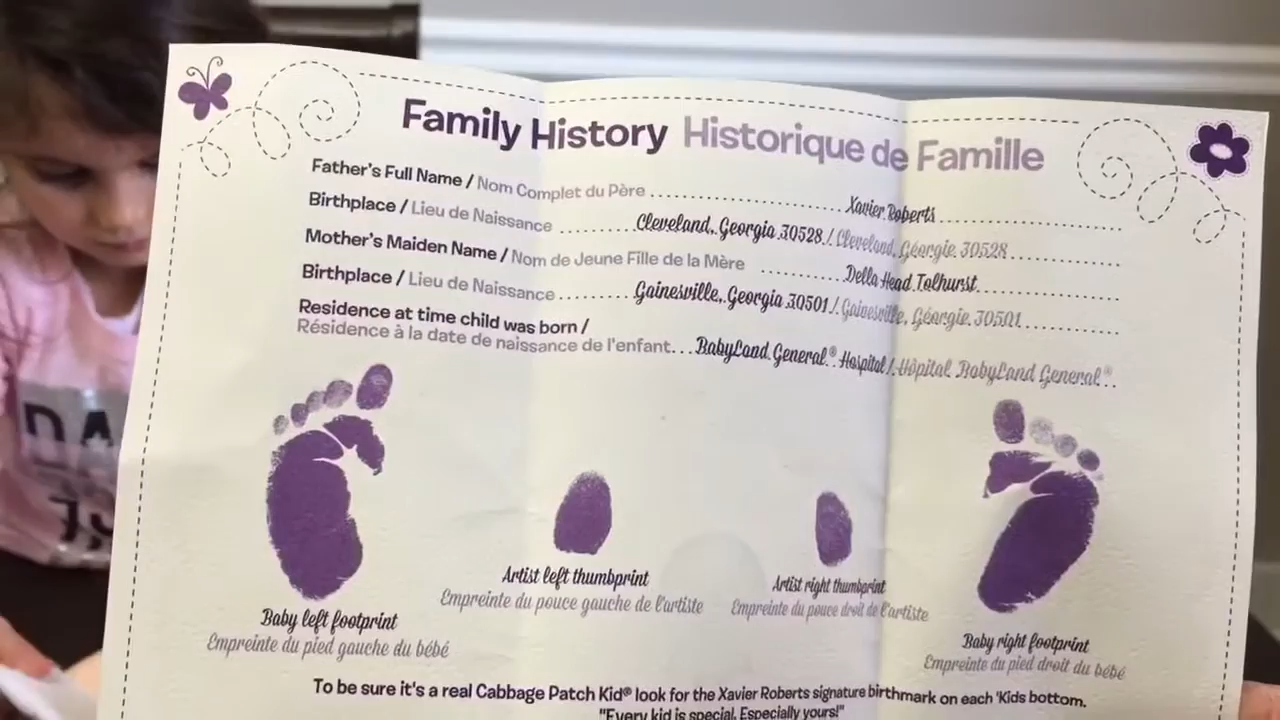 Family History Historique de Famille
Father's Full Name / Nom Complet du Père ........ Xavier Roberts
Birthplace / Lieu de Naissance ........ Cleveland, Georgia 30528 / Cleveland, Géorgie 30528
Mother's Maiden Name / Nom de Jeune Fille de la Mère ........ Della Head Tolhurst
Birthplace / Lieu de Naissance ........ Gainesville, Georgia 30501 / Gainesville, Géorgie 30501
Residence at time child was born /
Résidence à la date de naissance de l'enfant... BabyLand General® Hospital / Hôpital BabyLand General®
Artist left thumbprint
Empreinte du pouce gauche de l'artiste
Artist right thumbprint
Empreinte du pouce droit de l'artiste
Baby left footprint
Empreinte du pied gauche du bébé
Baby right footprint
Empreinte du pied droit du bébé
To be sure it's a real Cabbage Patch Kid® look for the Xavier Roberts signature birthmark on each 'Kids bottom.
"Every kid is special. Especially yours!"